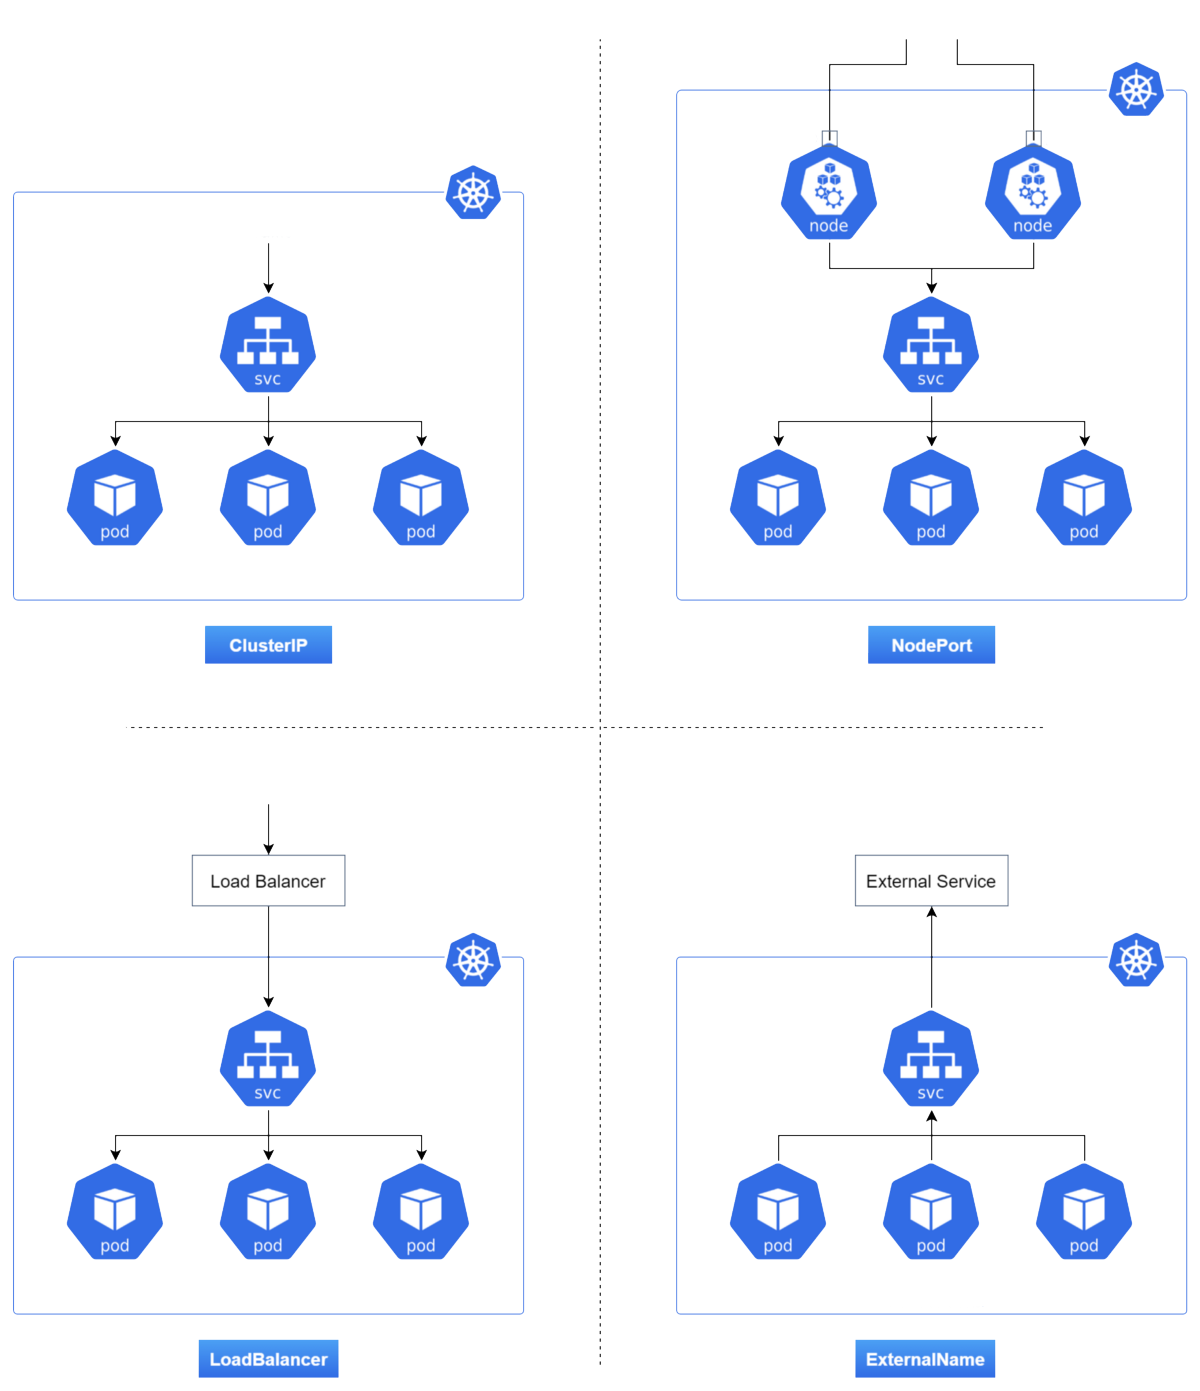 svc
pod pod pod
ClusterIP
node node
svc
pod pod pod
NodePort
Load Balancer
svc
pod pod pod
LoadBalancer
External Service
svc
pod pod pod
ExternalName